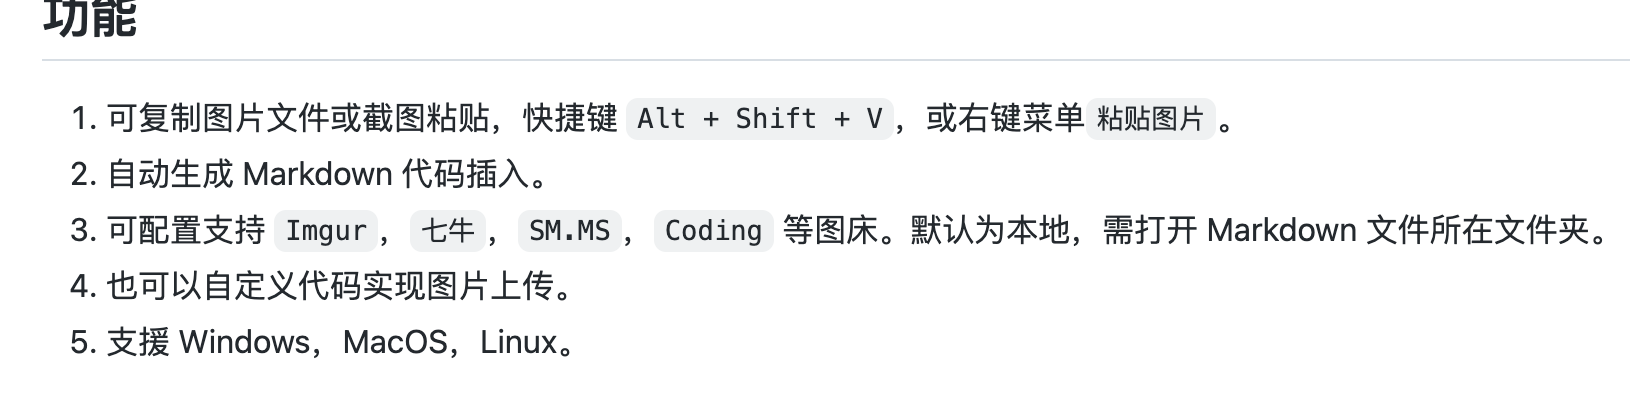 功能
1. 可复制图片文件或截图粘贴，快捷键 Alt + Shift + V，或右键菜单 粘贴图片。
2. 自动生成 Markdown 代码插入。
3. 可配置支持 Imgur，七牛，SM.MS，Coding 等图床。默认为本地，需打开 Markdown 文件所在文件夹。
4. 也可以自定义代码实现图片上传。
5. 支援 Windows，MacOS，Linux。